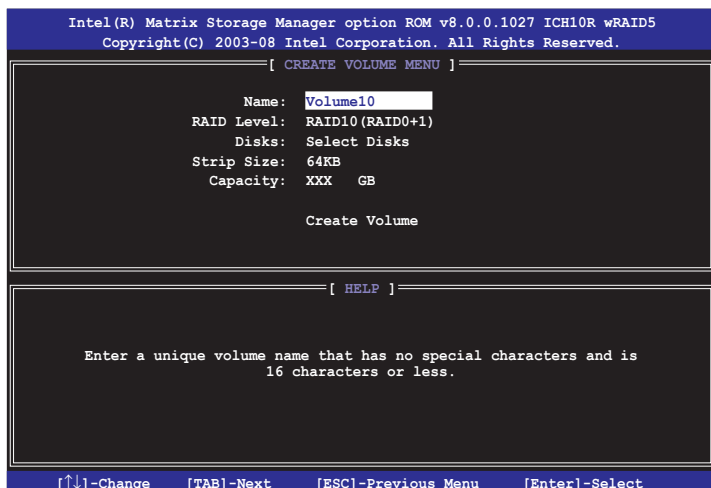 Intel(R) Matrix Storage Manager option ROM v8.0.0.1027 ICH10R wRAID5
Copyright(C) 2003-08 Intel Corporation. All Rights Reserved.
[ CREATE VOLUME MENU ]
Name: Volume10
RAID Level: RAID10(RAID0+1)
Disks: Select Disks
Strip Size: 64KB
Capacity: XXX GB
Create Volume
[ HELP ]
Enter a unique volume name that has no special characters and is
16 characters or less.
[↑↓]-Change [TAB]-Next [ESC]-Previous Menu [Enter]-Select